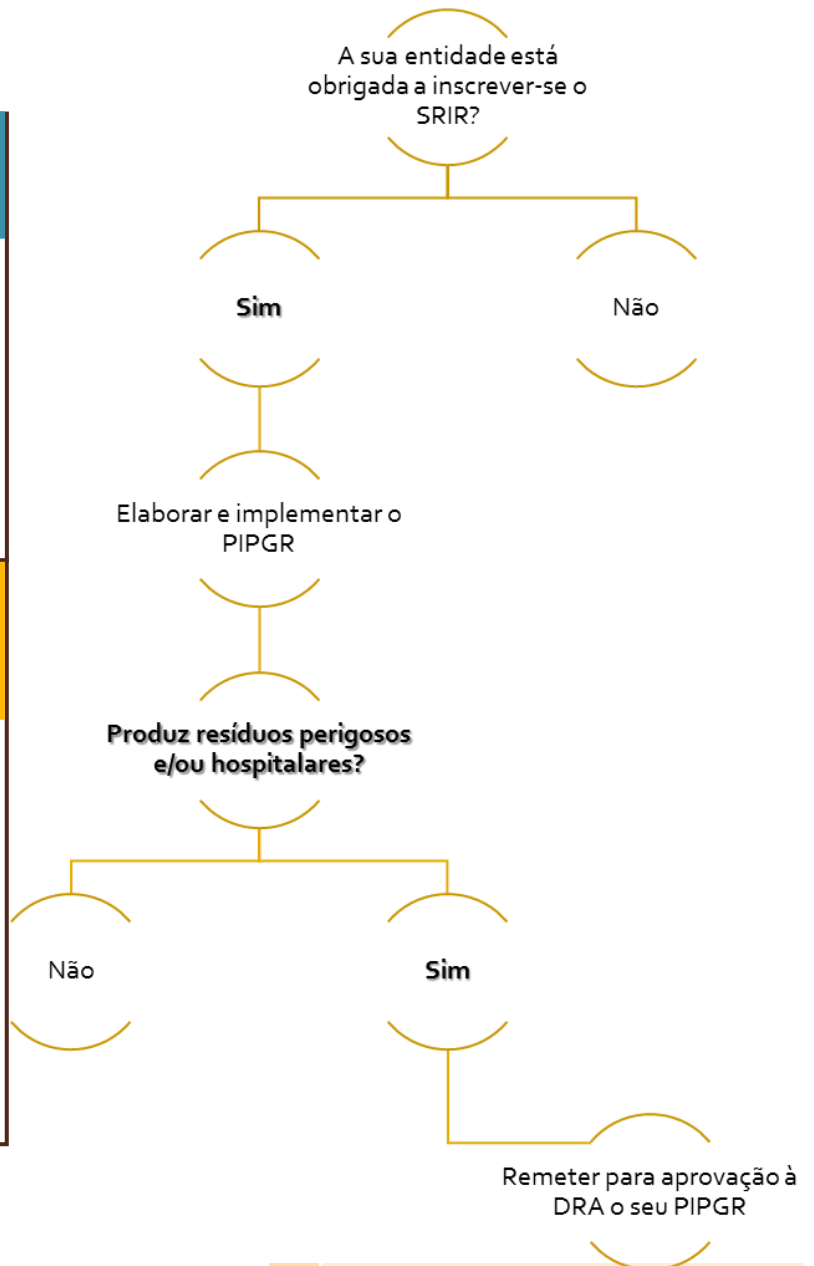 A sua entidade está
obrigada a inscrever-se o
SRIR?
Sim
Não
Elaborar e implementar o
PIPGR
Produz resíduos perigosos
e/ou hospitalares?
Não
Sim
Remeter para aprovação à
DRA o seu PIPGR